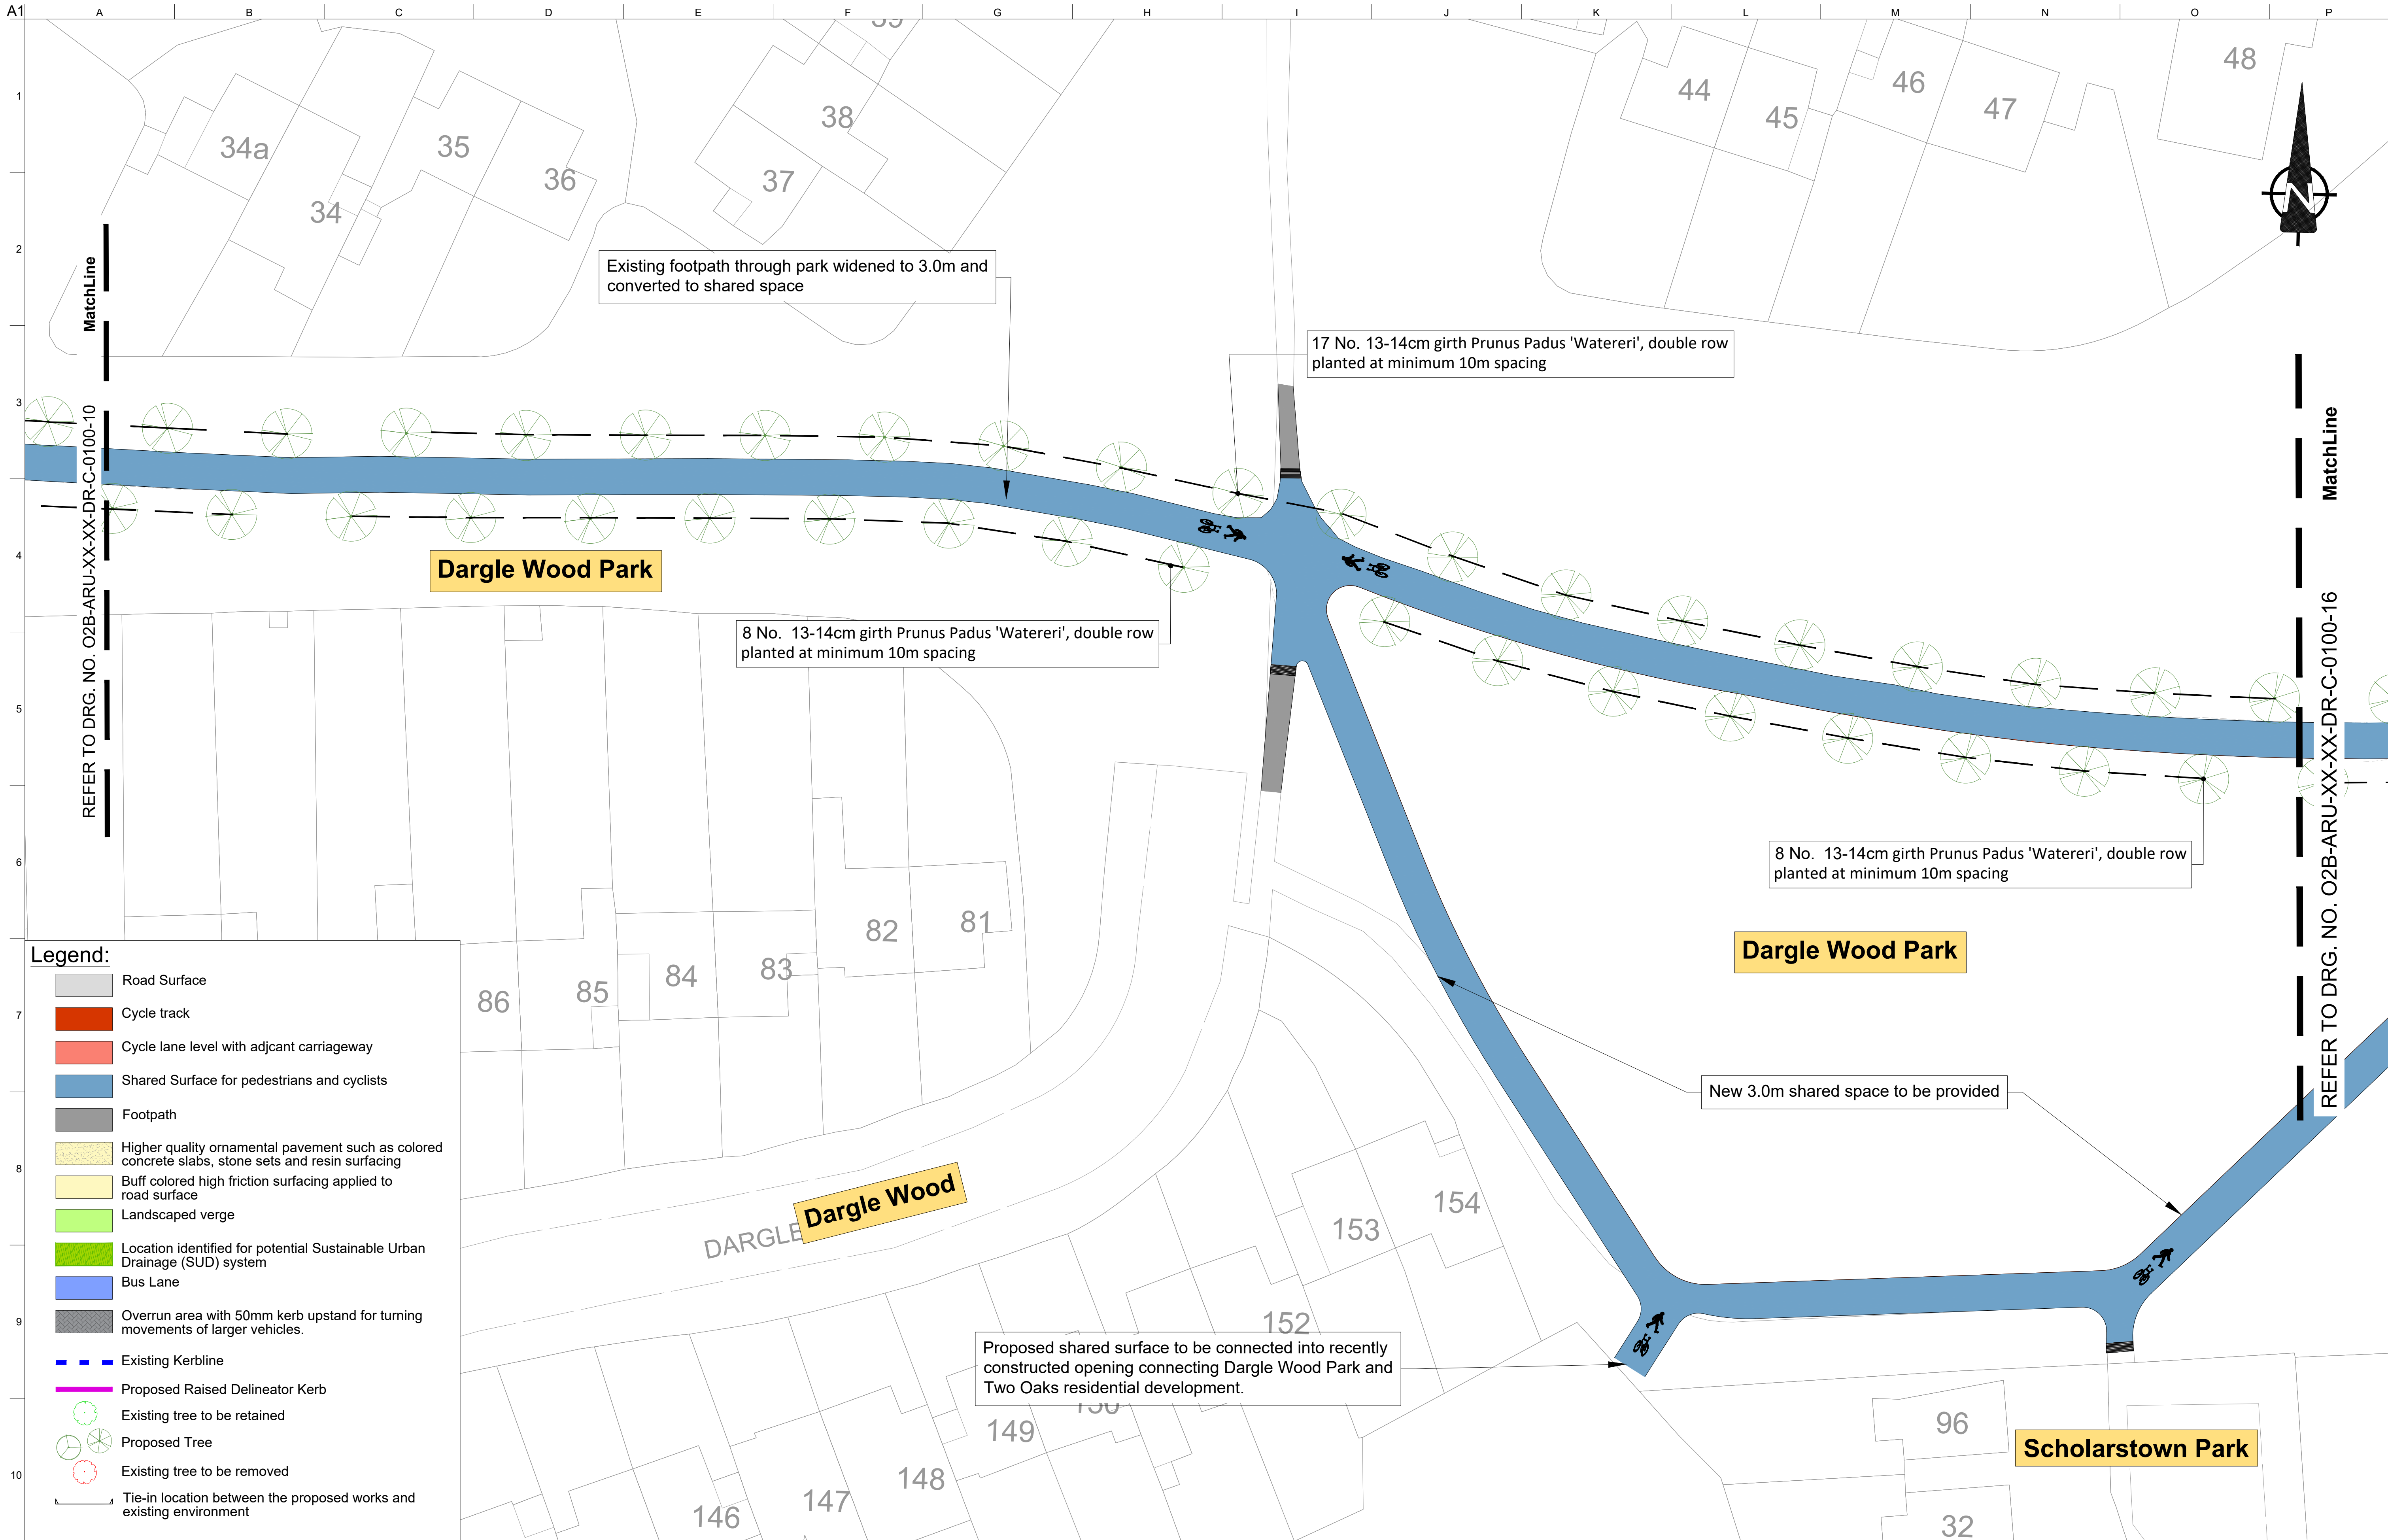 A1
A B C D E F G H I J K L M N O P
1
2
3
4
5
6
7
8
9
10
34a
34
35
36
37
38
39
44
45
46
47
48
N
MatchLine
REFER TO DRG. NO. O2B-ARU-XX-XX-DR-C-0100-10
Existing footpath through park widened to 3.0m and
converted to shared space
17 No. 13-14cm girth Prunus Padus 'Watereri', double row
planted at minimum 10m spacing
MatchLine
REFER TO DRG. NO. O2B-ARU-XX-XX-DR-C-0100-16
Dargle Wood Park
8 No. 13-14cm girth Prunus Padus 'Watereri', double row
planted at minimum 10m spacing
8 No. 13-14cm girth Prunus Padus 'Watereri', double row
planted at minimum 10m spacing
Dargle Wood Park
New 3.0m shared space to be provided
86
85
84
83
82
81
DARGLE
Dargle Wood
154
153
152
150
149
148
147
146
Proposed shared surface to be connected into recently
constructed opening connecting Dargle Wood Park and
Two Oaks residential development.
96
Scholarstown Park
32
Legend:
Road Surface
Cycle track
Cycle lane level with adjcant carriageway
Shared Surface for pedestrians and cyclists
Footpath
Higher quality ornamental pavement such as colored
concrete slabs, stone sets and resin surfacing
Buff colored high friction surfacing applied to
road surface
Landscaped verge
Location identified for potential Sustainable Urban
Drainage (SUD) system
Bus Lane
Overrun area with 50mm kerb upstand for turning
movements of larger vehicles.
Existing Kerbline
Proposed Raised Delineator Kerb
Existing tree to be retained
Proposed Tree
Existing tree to be removed
Tie-in location between the proposed works and
existing environment